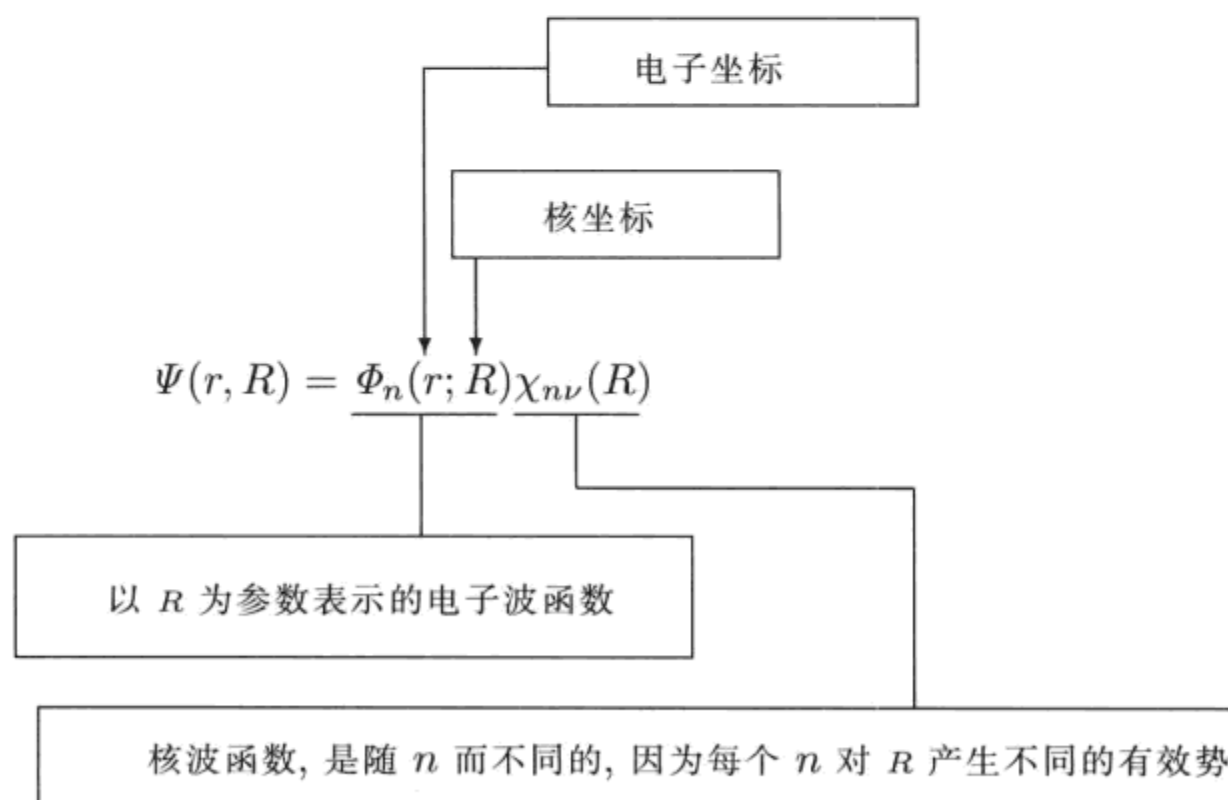 电子坐标
核坐标
Ψ(r, R) = Φₙ(r; R)χₙν(R)
以 R 为参数表示的电子波函数
核波函数, 是随 n 而不同的, 因为每个 n 对 R 产生不同的有效势